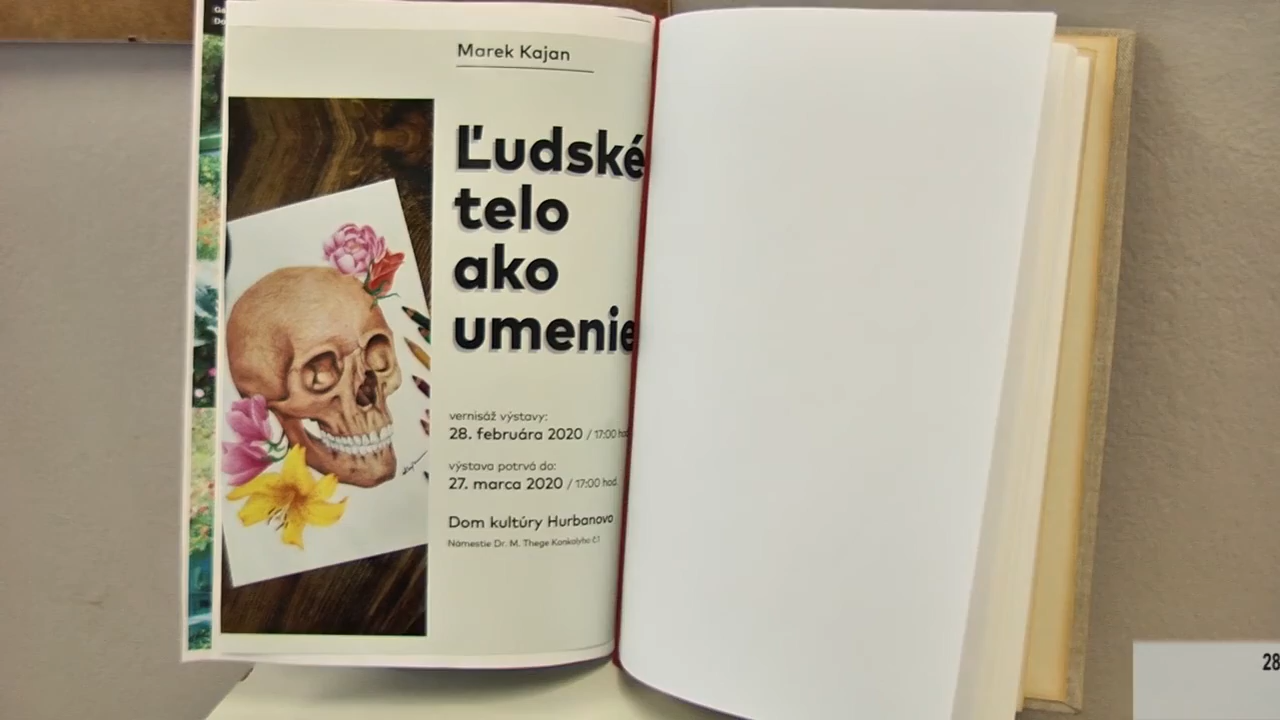 Marek Kajan
Ľudské
telo
ako
umenie
vernisáž výstavy:
28. februára 2020 / 17:00 hod.
výstava potrvá do:
27. marca 2020 / 17:00 hod.
Dom kultúry Hurbanovo
Námestie Dr. M. Thege Konkolyho č.1
28